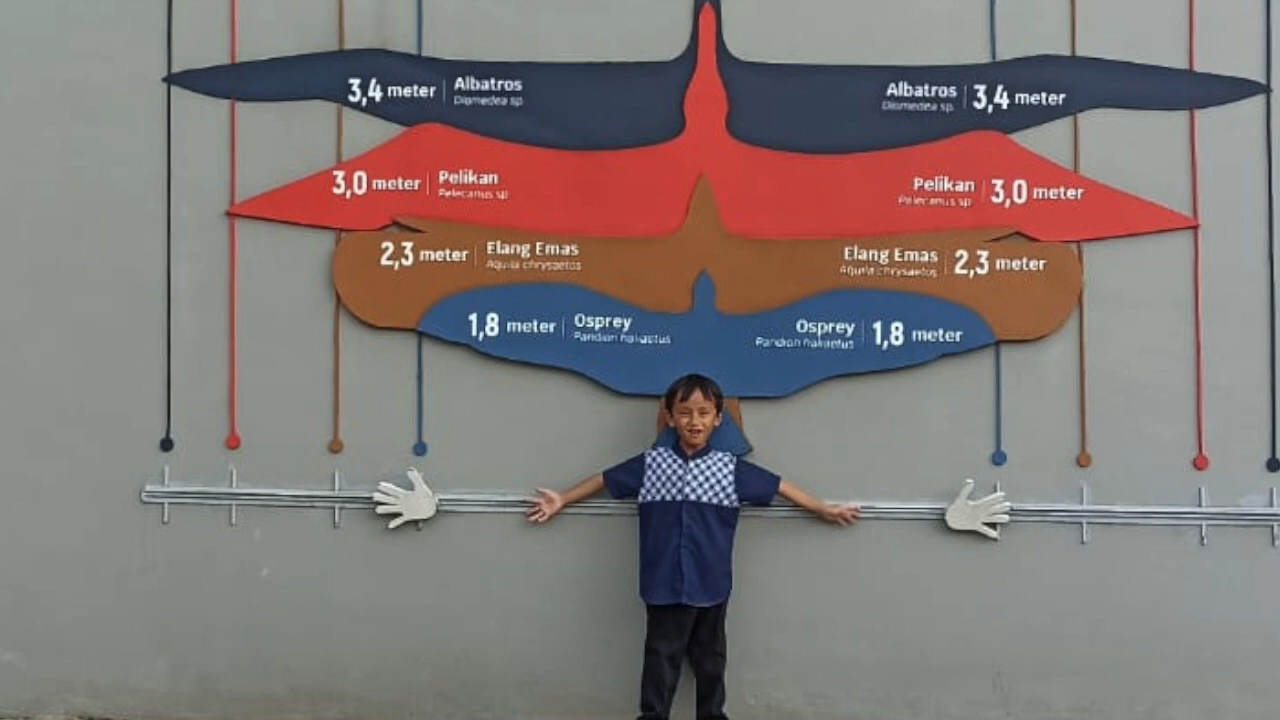 3,4 meter | Albatros
Diomedea sp.
Albatros | 3,4 meter
Diomedea sp.
3,0 meter | Pelikan
Pelecanus sp.
Pelikan | 3,0 meter
Pelecanus sp.
2,3 meter | Elang Emas
Aquila chrysaetos
Elang Emas | 2,3 meter
Aquila chrysaetos
1,8 meter | Osprey
Pandion haliaetus
Osprey | 1,8 meter
Pandion haliaetus